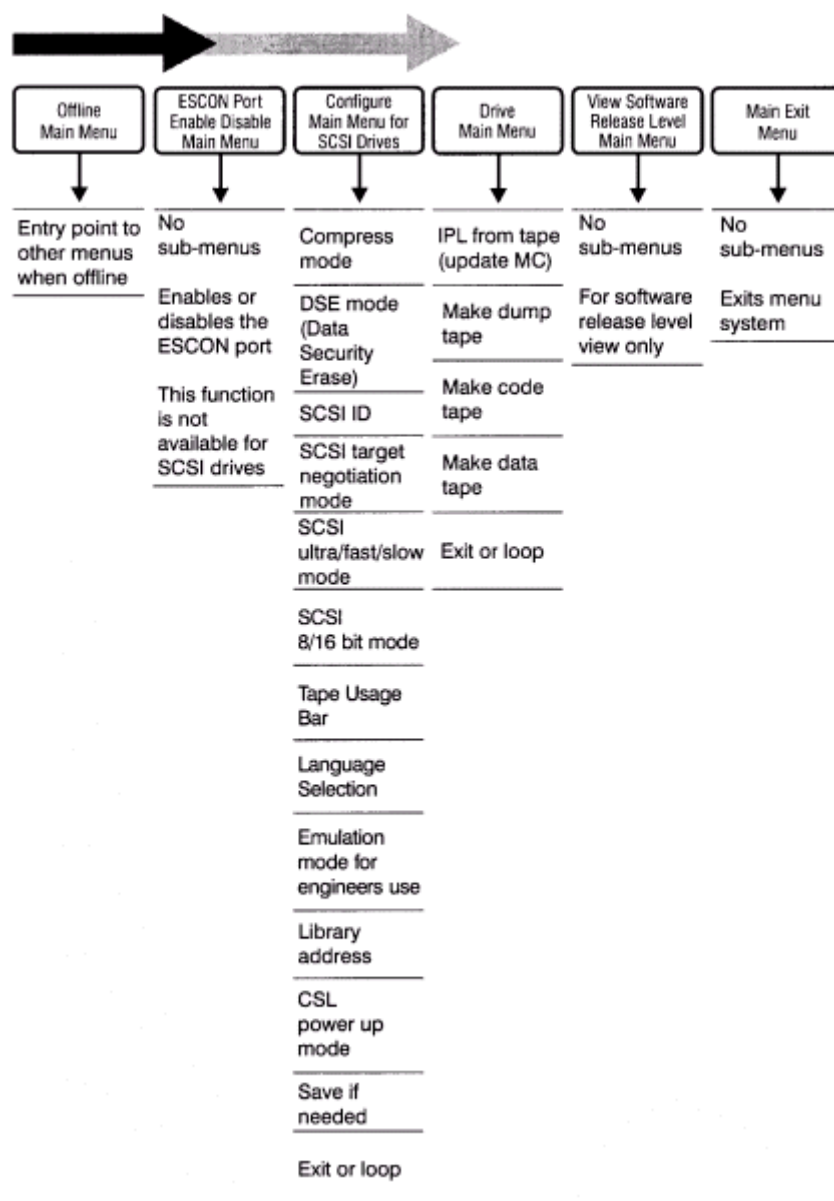 Offline
Main Menu
ESCON Port
Enable Disable
Main Menu
Configure
Main Menu for
SCSI Drives
Drive
Main Menu
View Software
Release Level
Main Menu
Main Exit
Menu
Entry point to
other menus
when offline
No
sub-menus
Enables or
disables the
ESCON port
This function
is not
available for
SCSI drives
Compress
mode
DSE mode
(Data
Security
Erase)
SCSI ID
SCSI target
negotiation
mode
SCSI
ultra/fast/slow
mode
SCSI
8/16 bit mode
Tape Usage
Bar
Language
Selection
Emulation
mode for
engineers use
Library
address
CSL
power up
mode
Save if
needed
Exit or loop
IPL from tape
(update MC)
Make dump
tape
Make code
tape
Make data
tape
Exit or loop
No
sub-menus
For software
release level
view only
No
sub-menus
Exits menu
system